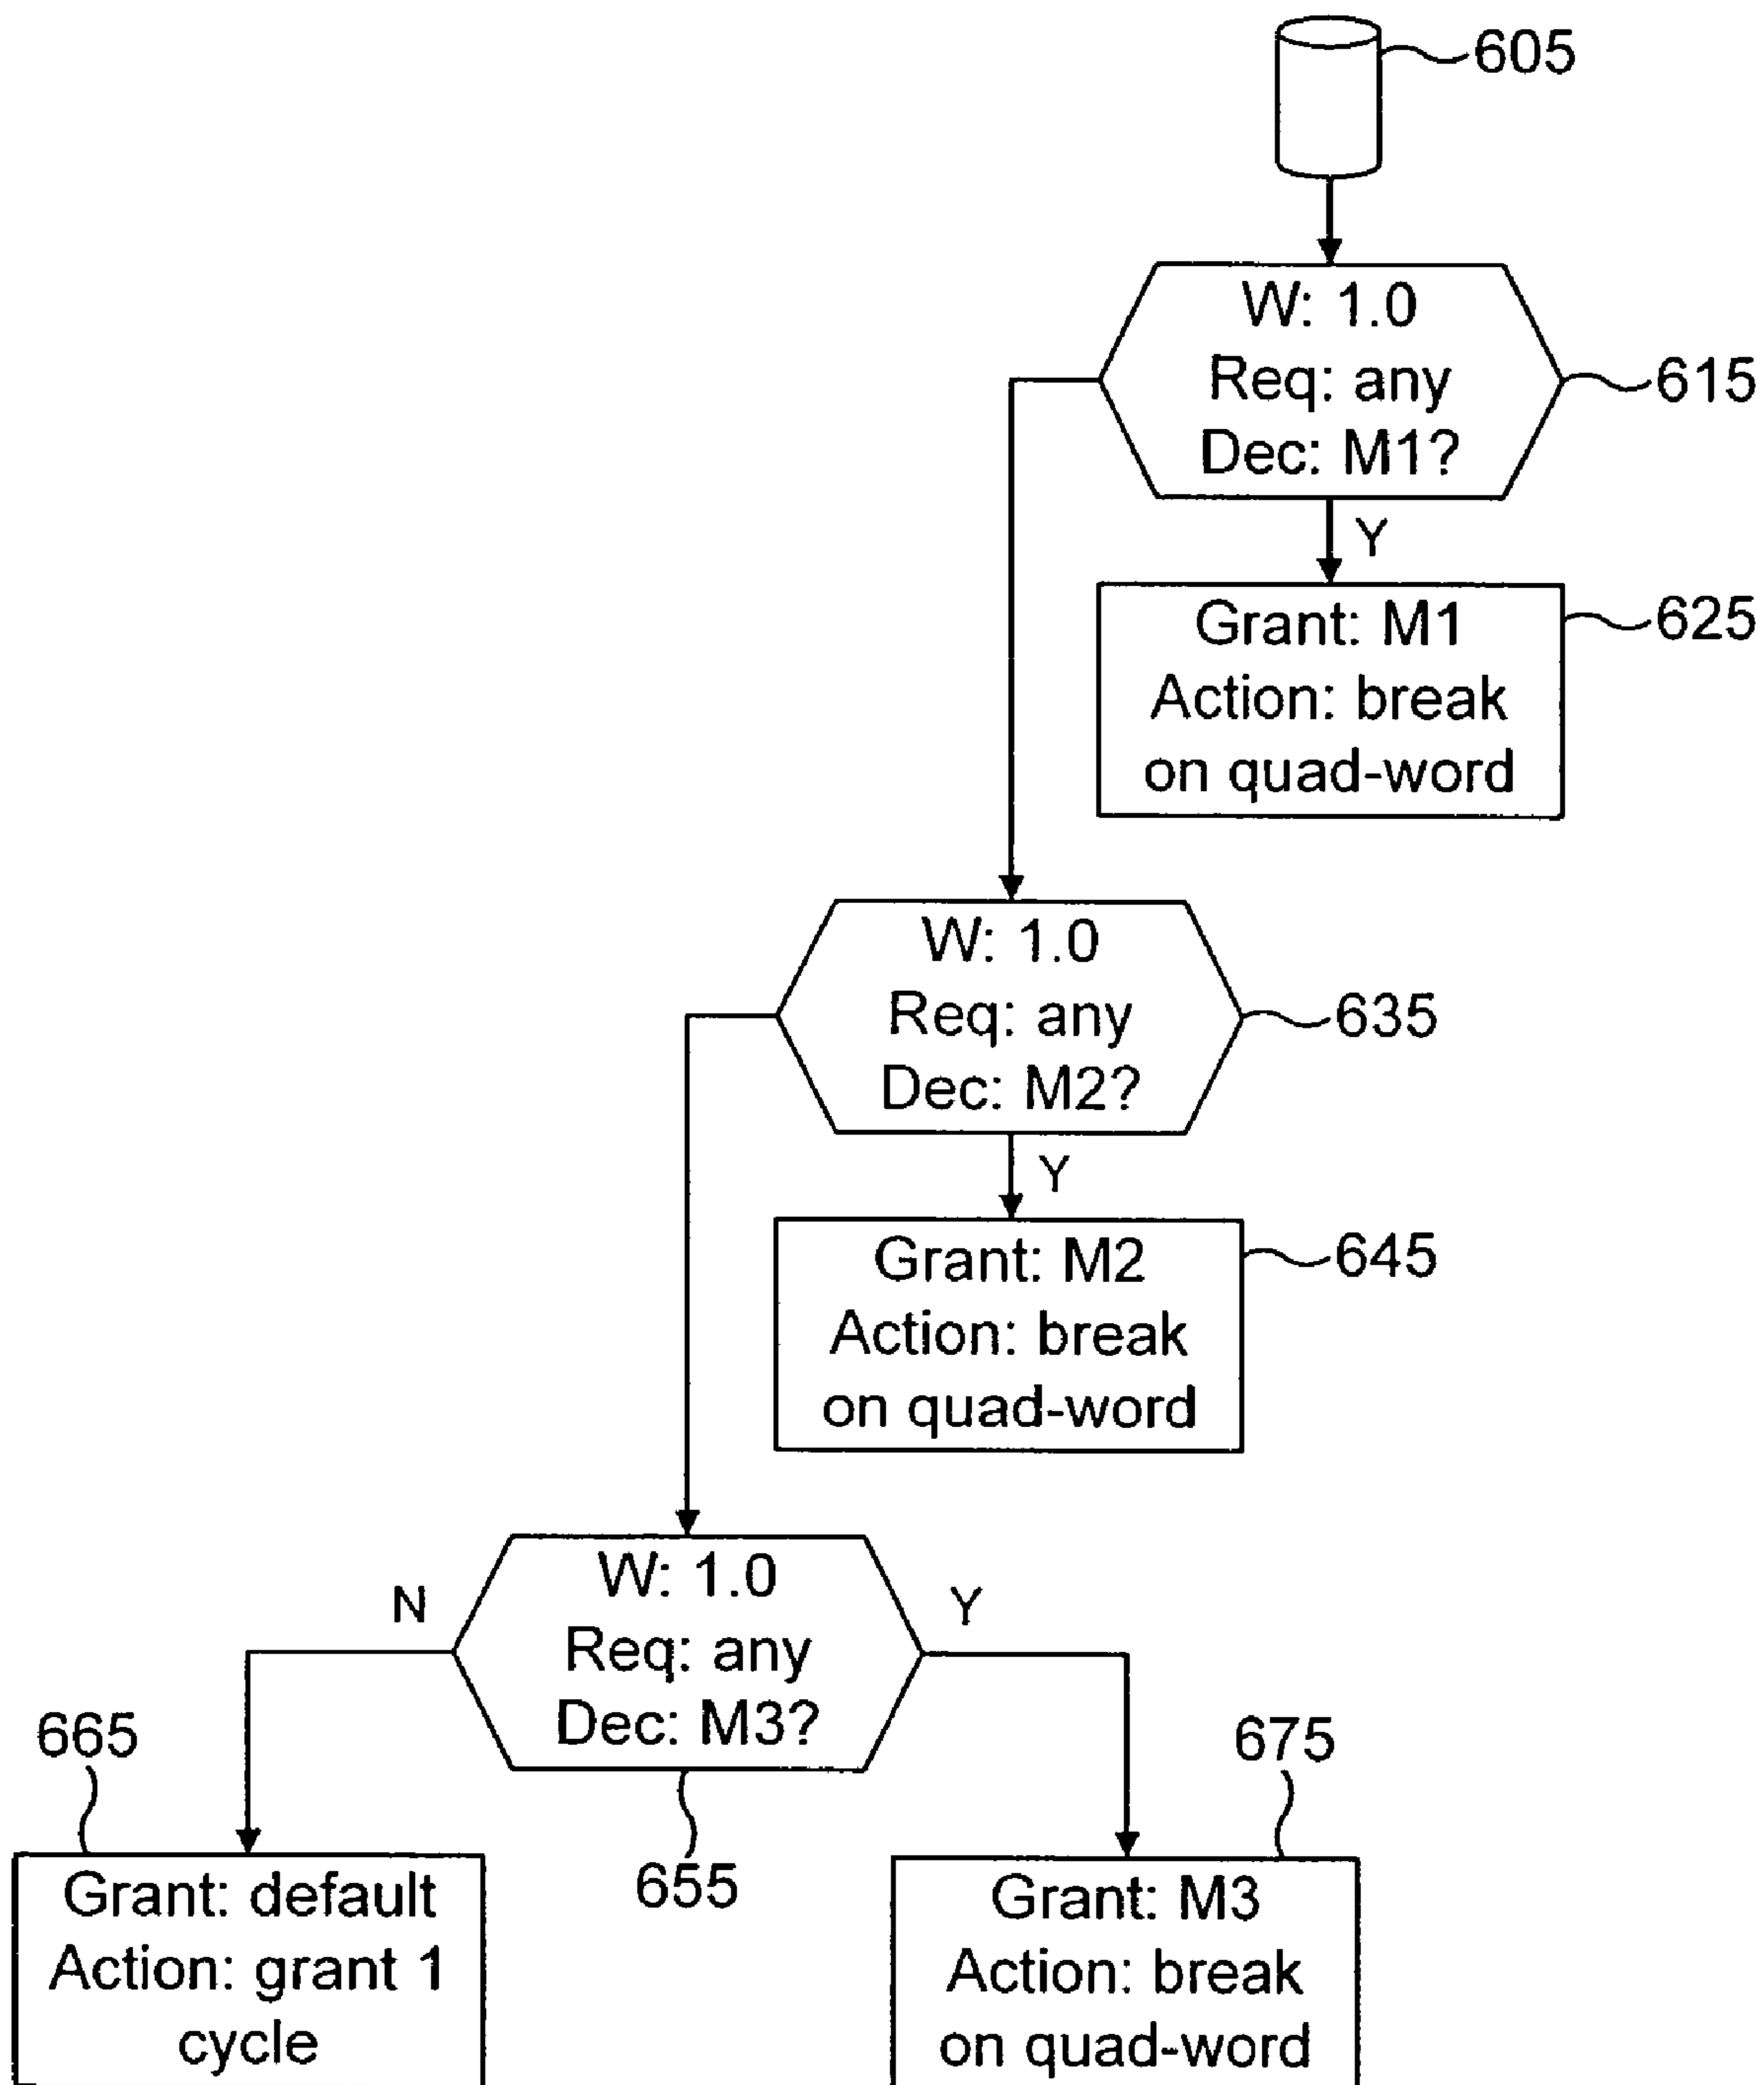 605
W: 1.0
Req: any
Dec: M1?
615
Y
Grant: M1
Action: break
on quad-word
625
W: 1.0
Req: any
Dec: M2?
635
Y
Grant: M2
Action: break
on quad-word
645
N
W: 1.0
Req: any
Dec: M3?
Y
665
655
675
Grant: default
Action: grant 1
cycle
Grant: M3
Action: break
on quad-word